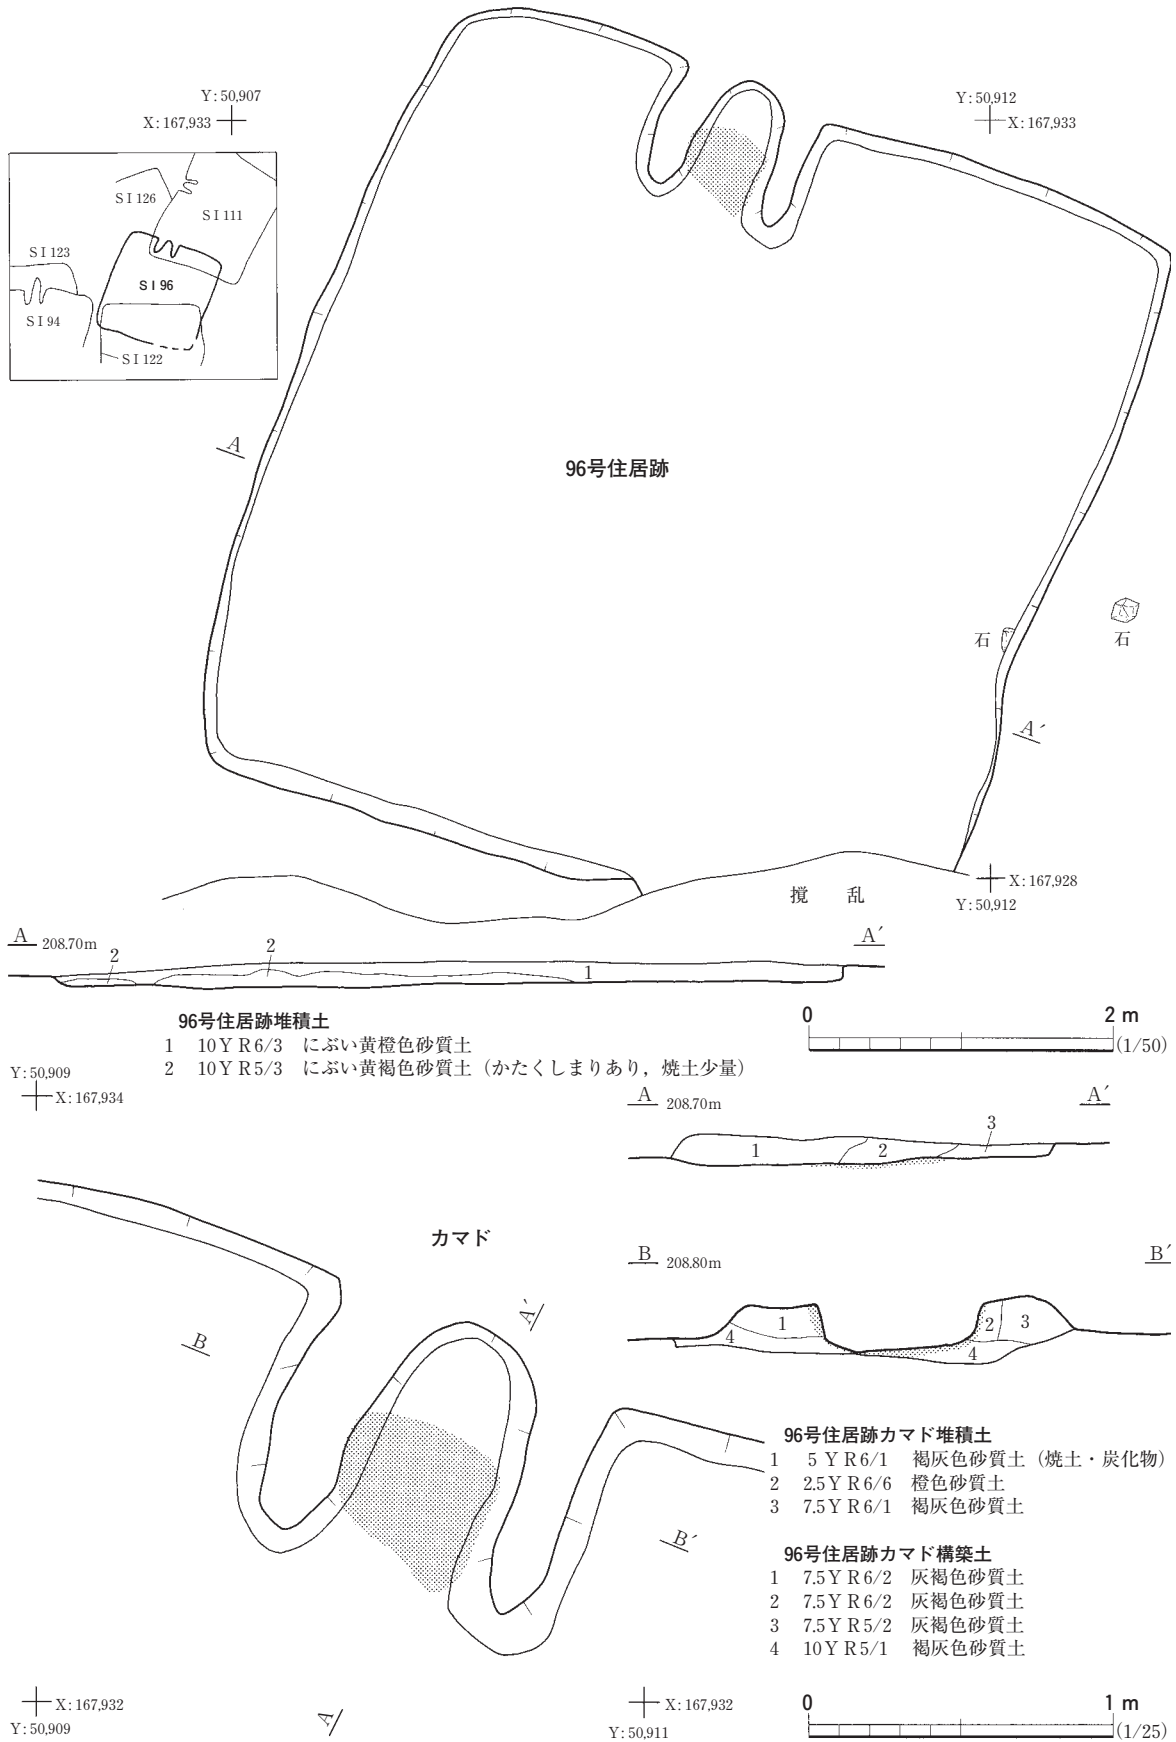 Y: 50,907
X: 167,933
Y: 50,912
X: 167,933
SI126
SI111
SI123
SI96
SI94
SI122
A
96号住居跡
石
石
A′
X: 167,928
Y: 50,912
撹 乱
A 208.70m
A′
2
2
1
96号住居跡堆積土
1 10YR6/3 にぶい黄橙色砂質土
2 10YR5/3 にぶい黄褐色砂質土（かたくしまりあり，焼土少量）
0 2 m
(1/50)
Y: 50,909
X: 167,934
A 208.70m
A′
1
2
3
カマド
B 208.80m
B′
1
2
3
4
4
A′
B
B′
A
96号住居跡カマド堆積土
1 5YR6/1 褐灰色砂質土（焼土・炭化物）
2 2.5YR6/6 橙色砂質土
3 7.5YR6/1 褐灰色砂質土
96号住居跡カマド構築土
1 7.5YR6/2 灰褐色砂質土
2 7.5YR6/2 灰褐色砂質土
3 7.5YR5/2 灰褐色砂質土
4 10YR5/1 褐灰色砂質土
X: 167,932
Y: 50,909
X: 167,932
Y: 50,911
0 1 m
(1/25)